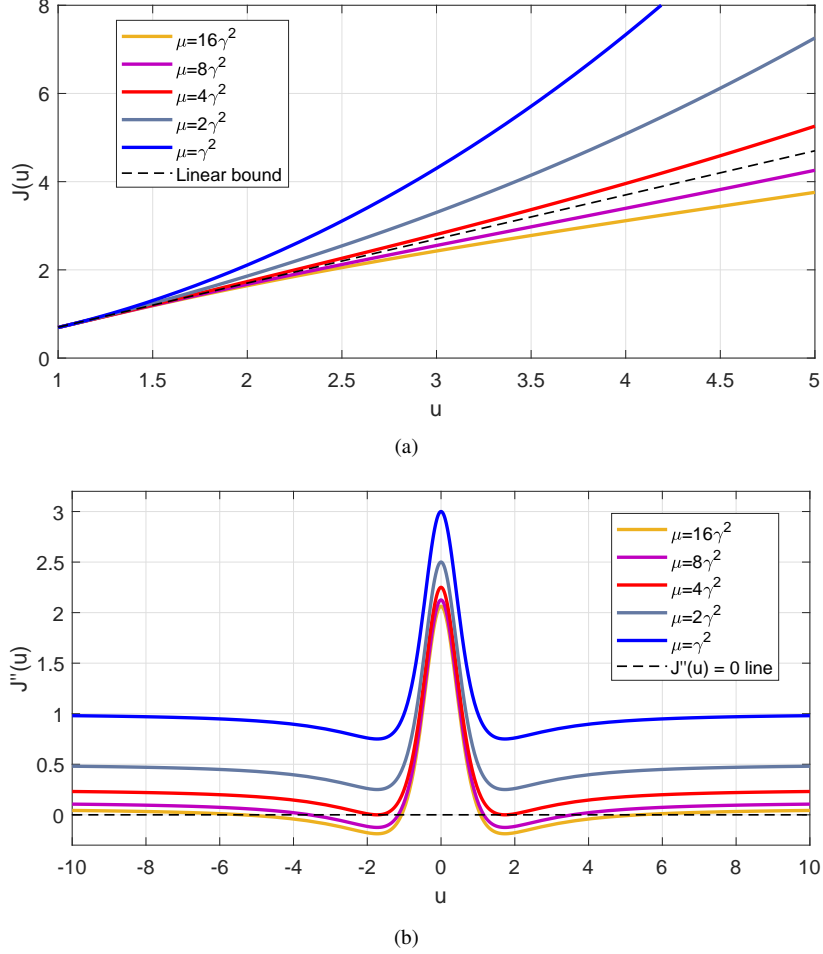 8
6
4
2
0
J(u)
μ=16γ²
μ=8γ²
μ=4γ²
μ=2γ²
μ=γ²
Linear bound
1 1.5 2 2.5 3 3.5 4 4.5 5
u
(a)
3
2.5
2
1.5
1
0.5
0
J''(u)
μ=16γ²
μ=8γ²
μ=4γ²
μ=2γ²
μ=γ²
J''(u) = 0 line
-10 -8 -6 -4 -2 0 2 4 6 8 10
u
(b)